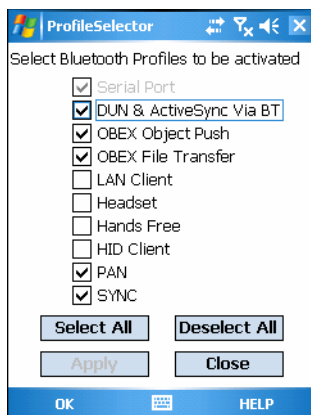 ProfileSelector
Select Bluetooth Profiles to be activated
Serial Port
DUN & ActiveSync Via BT
OBEX Object Push
OBEX File Transfer
LAN Client
Headset
Hands Free
HID Client
PAN
SYNC
Select All Deselect All
Apply Close
OK HELP